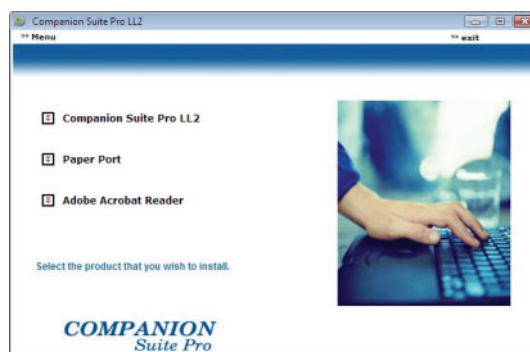 Companion Suite Pro LL2
>> Menu >> exit
Companion Suite Pro LL2
Paper Port
Adobe Acrobat Reader
Select the product that you wish to install.
COMPANION
Suite Pro